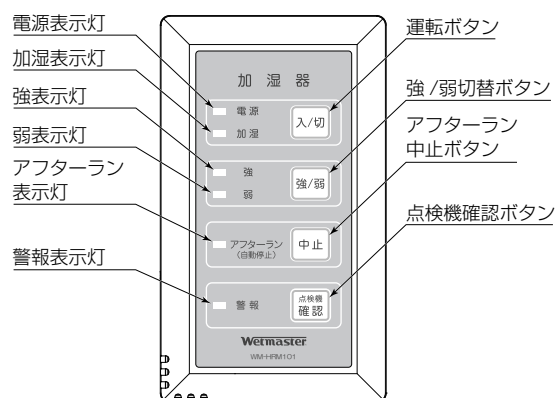 電源表示灯
加湿表示灯
強表示灯
弱表示灯
アフターラン
表示灯
警報表示灯
加湿器
電源
加湿
入/切
強
弱
強/弱
アフターラン
(自動停止)
中止
警報
点検機
確認
Wetmaster
WM-HRM101
運転ボタン
強/弱切替ボタン
アフターラン
中止ボタン
点検機確認ボタン